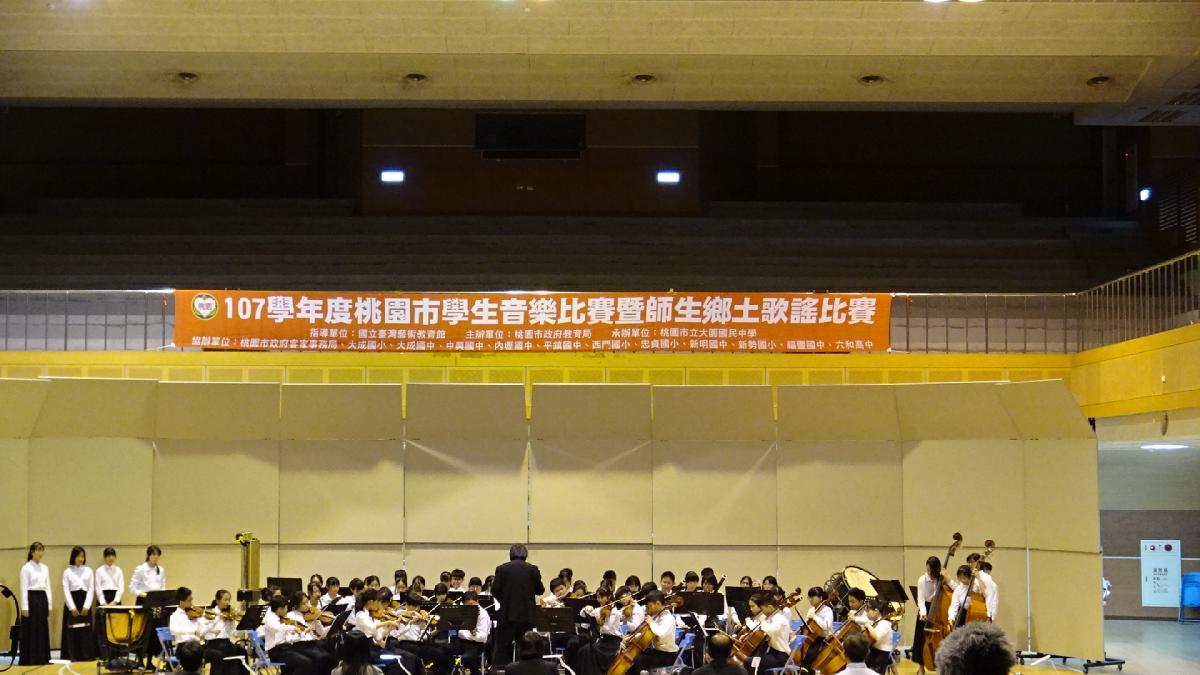 107學年度桃園市學生音樂比賽暨師生鄉土歌謠比賽
指導單位：國立臺灣藝術教育館 主辦單位：桃園市政府教育局 承辦單位：桃園市立大園國民中學
協辦單位：桃園市政府客家事務局、大成國小、大成國中、中興國中、內壢國中、平鎮國中、西門國小、忠貞國小、新明國中、新勢國小、福豐國中、六和高中